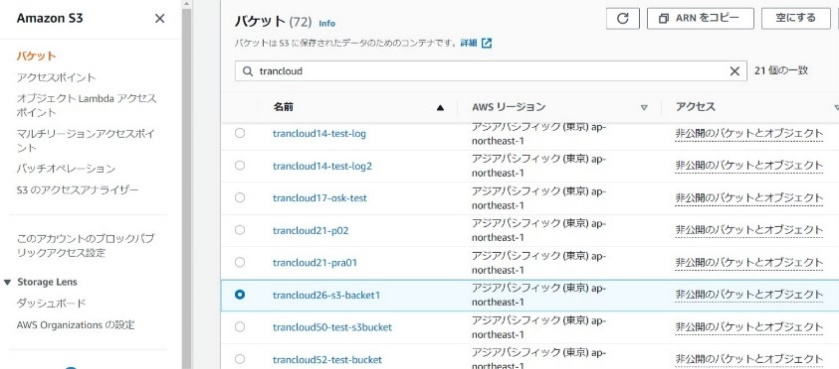 Amazon S3
バケット
アクセスポイント
オブジェクト Lambda アクセス
ポイント
マルチリージョンアクセスポイ
ント
バッチオペレーション
S3 のアクセスアナライザー
このアカウントのブロックパブ
リックアクセス設定
Storage Lens
ダッシュボード
AWS Organizations の設定
バケット (72) Info
ARN をコピー
空にする
バケットは S3 に保存されたデータのためのコンテナです。詳細
trancloud
21 個の一致
名前 AWS リージョン アクセス
trancloud14-test-log アジアパシフィック (東京) ap-northeast-1 非公開のバケットとオブジェクト
trancloud14-test-log2 アジアパシフィック (東京) ap-northeast-1 非公開のバケットとオブジェクト
trancloud17-osk-test アジアパシフィック (東京) ap-northeast-1 非公開のバケットとオブジェクト
trancloud21-p02 アジアパシフィック (東京) ap-northeast-1 非公開のバケットとオブジェクト
trancloud21-pra01 アジアパシフィック (東京) ap-northeast-1 非公開のバケットとオブジェクト
trancloud26-s3-backet1 アジアパシフィック (東京) ap-northeast-1 非公開のバケットとオブジェクト
trancloud50-test-s3bucket アジアパシフィック (東京) ap-northeast-1 非公開のバケットとオブジェクト
trancloud52-test-bucket アジアパシフィック (東京) ap-northeast-1 非公開のバケットとオブジェクト